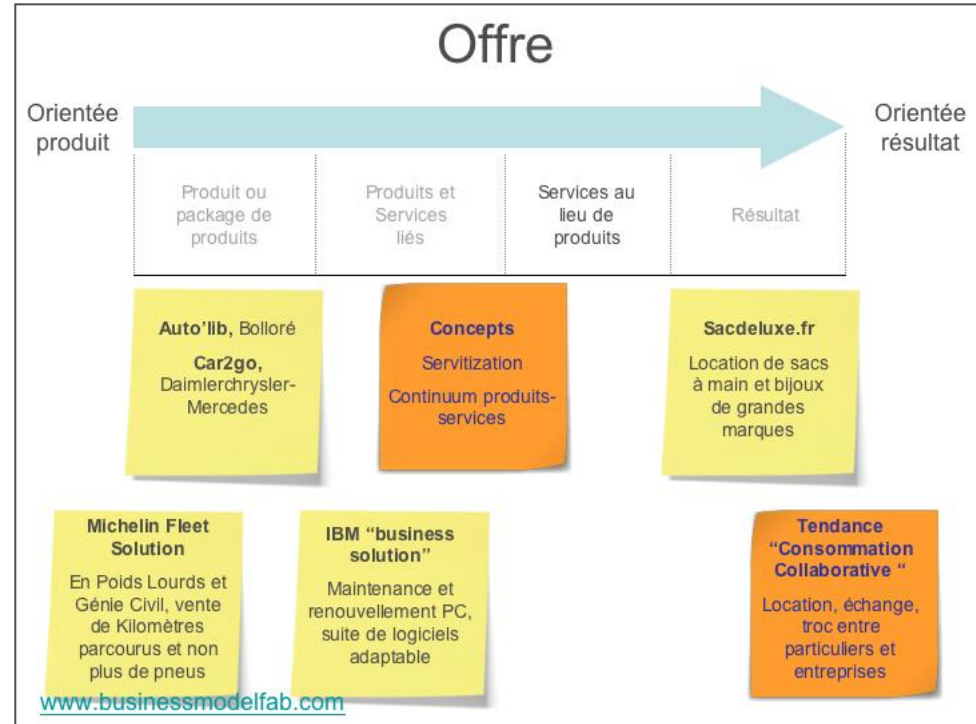 Offre
Orientée
produit
Orientée
résultat
Produit ou
package de
produits
Produits et
Services
liés
Services au
lieu de
produits
Résultat
Auto'lib, Bolloré
Car2go,
Daimlerchrysler-
Mercedes
Concepts
Servitization
Continuum produits-
services
Sacdeluxe.fr
Location de sacs
à main et bijoux
de grandes
marques
Michelin Fleet
Solution
En Poids Lourds et
Génie Civil, vente
de Kilomètres
parcourus et non
plus de pneus
IBM “business
solution”
Maintenance et
renouvellement PC,
suite de logiciels
adaptable
Tendance
“Consommation
Collaborative “
Location, échange,
troc entre
particuliers et
entreprises
www.businessmodelfab.com